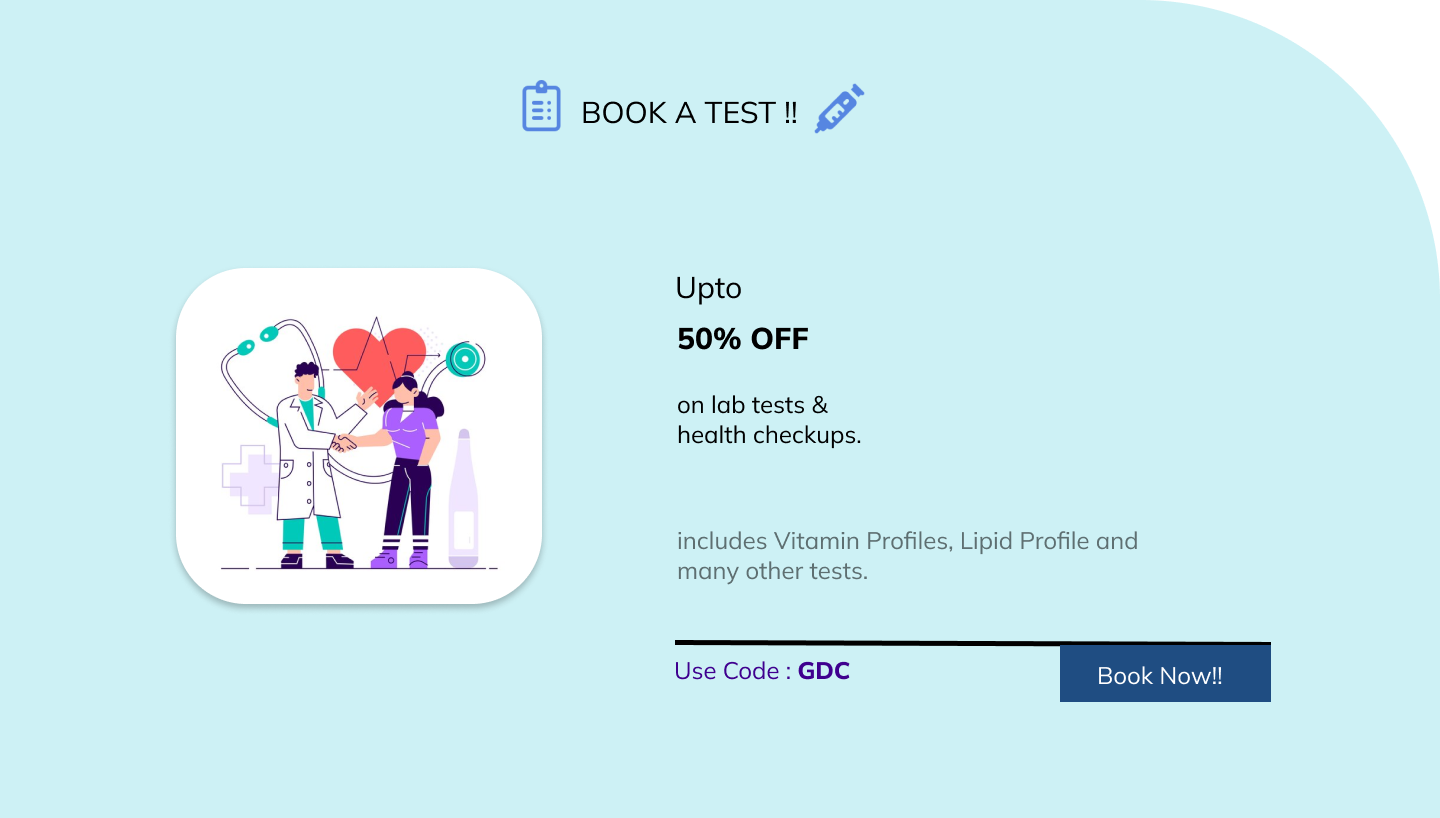 BOOK A TEST !!
Upto
50% OFF
on lab tests &
health checkups.
includes Vitamin Profiles, Lipid Profile and
many other tests.
Use Code : GDC
Book Now!!